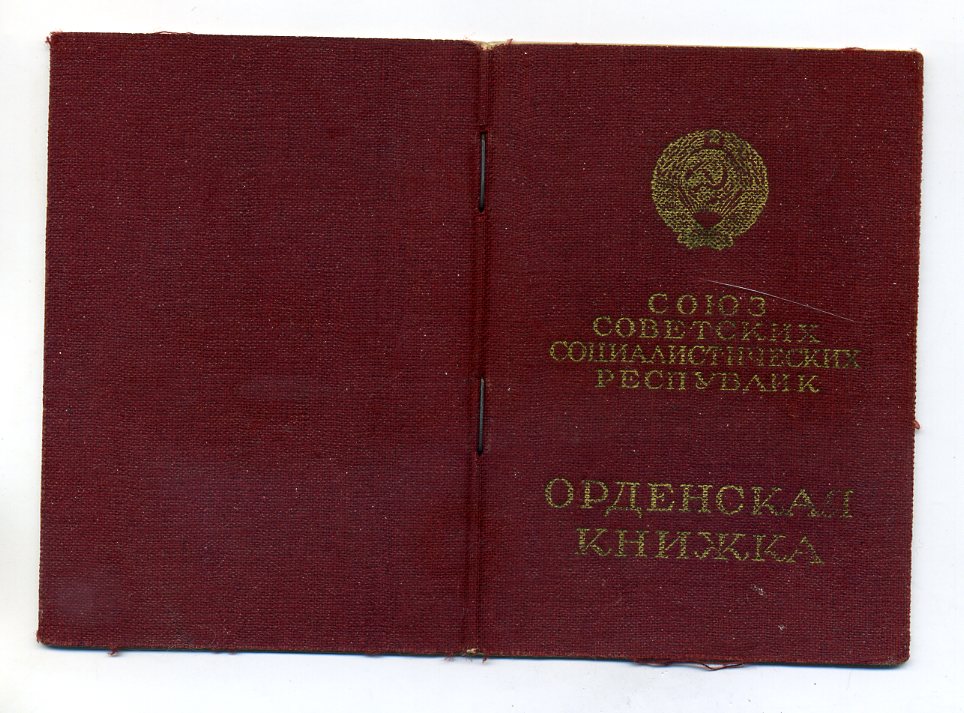 СОЮЗ
СОВЕТСКИХ
СОЦИАЛИСТИЧЕСКИХ
РЕСПУБЛИК
ОРДЕНСКАЯ
КНИЖКА